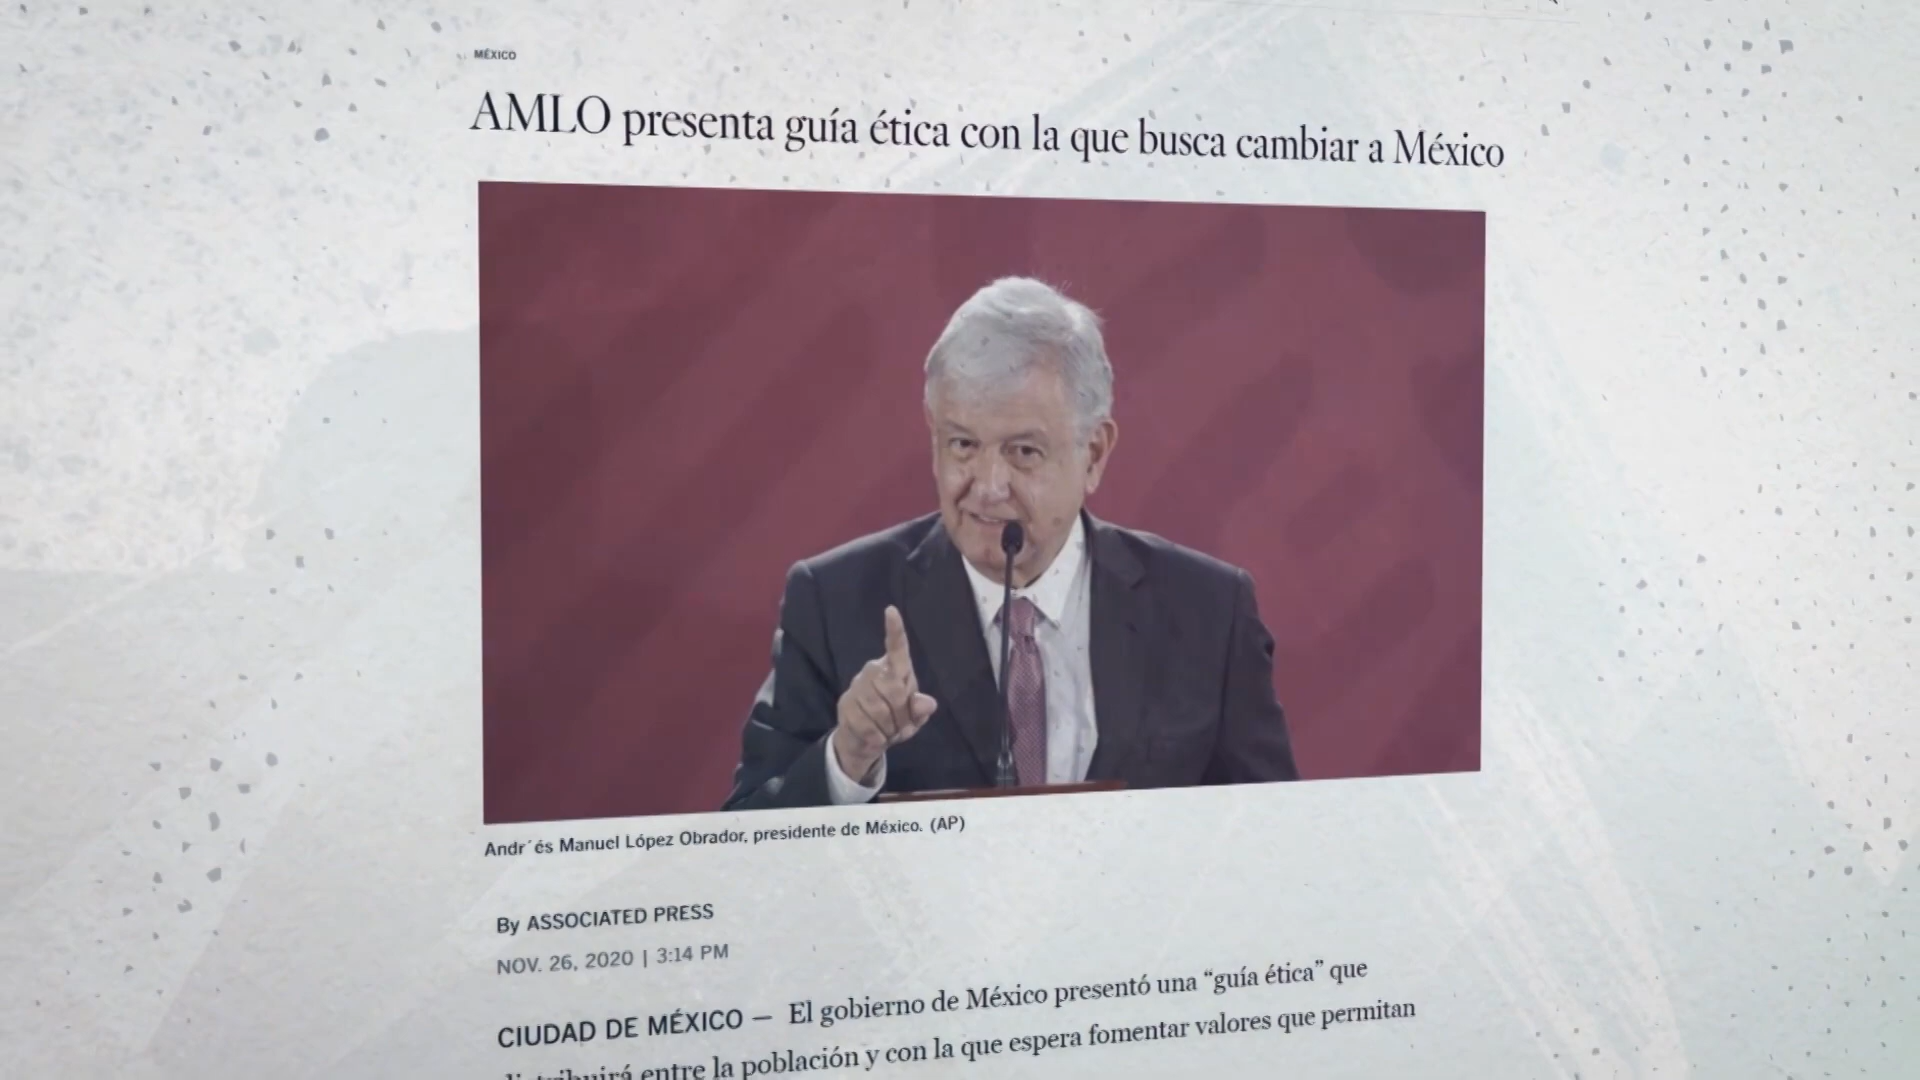 MÉXICO
AMLO presenta guía ética con la que busca cambiar a México
Andr´és Manuel López Obrador, presidente de México. (AP)
By ASSOCIATED PRESS
NOV. 26, 2020 | 3:14 PM
CIUDAD DE MÉXICO — El gobierno de México presentó una “guía ética” que
entre la población y con la que espera fomentar valores que permitan